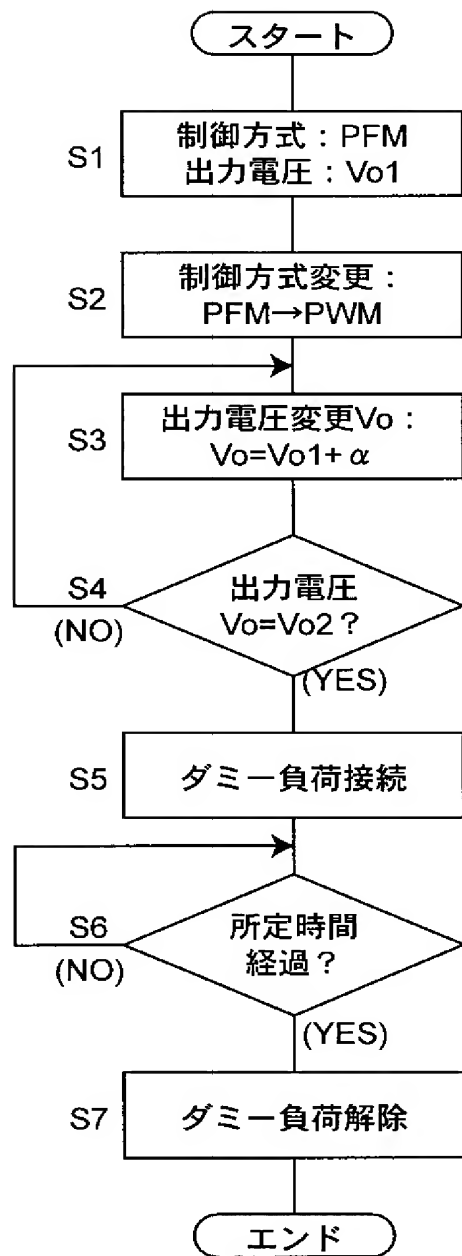 スタート
S1
制御方式：PFM
出力電圧：Vo1
S2
制御方式変更：
PFM→PWM
S3
出力電圧変更Vo：
Vo=Vo1+α
S4
(NO)
出力電圧
Vo=Vo2？
(YES)
S5
ダミー負荷接続
S6
(NO)
所定時間
経過？
(YES)
S7
ダミー負荷解除
エンド